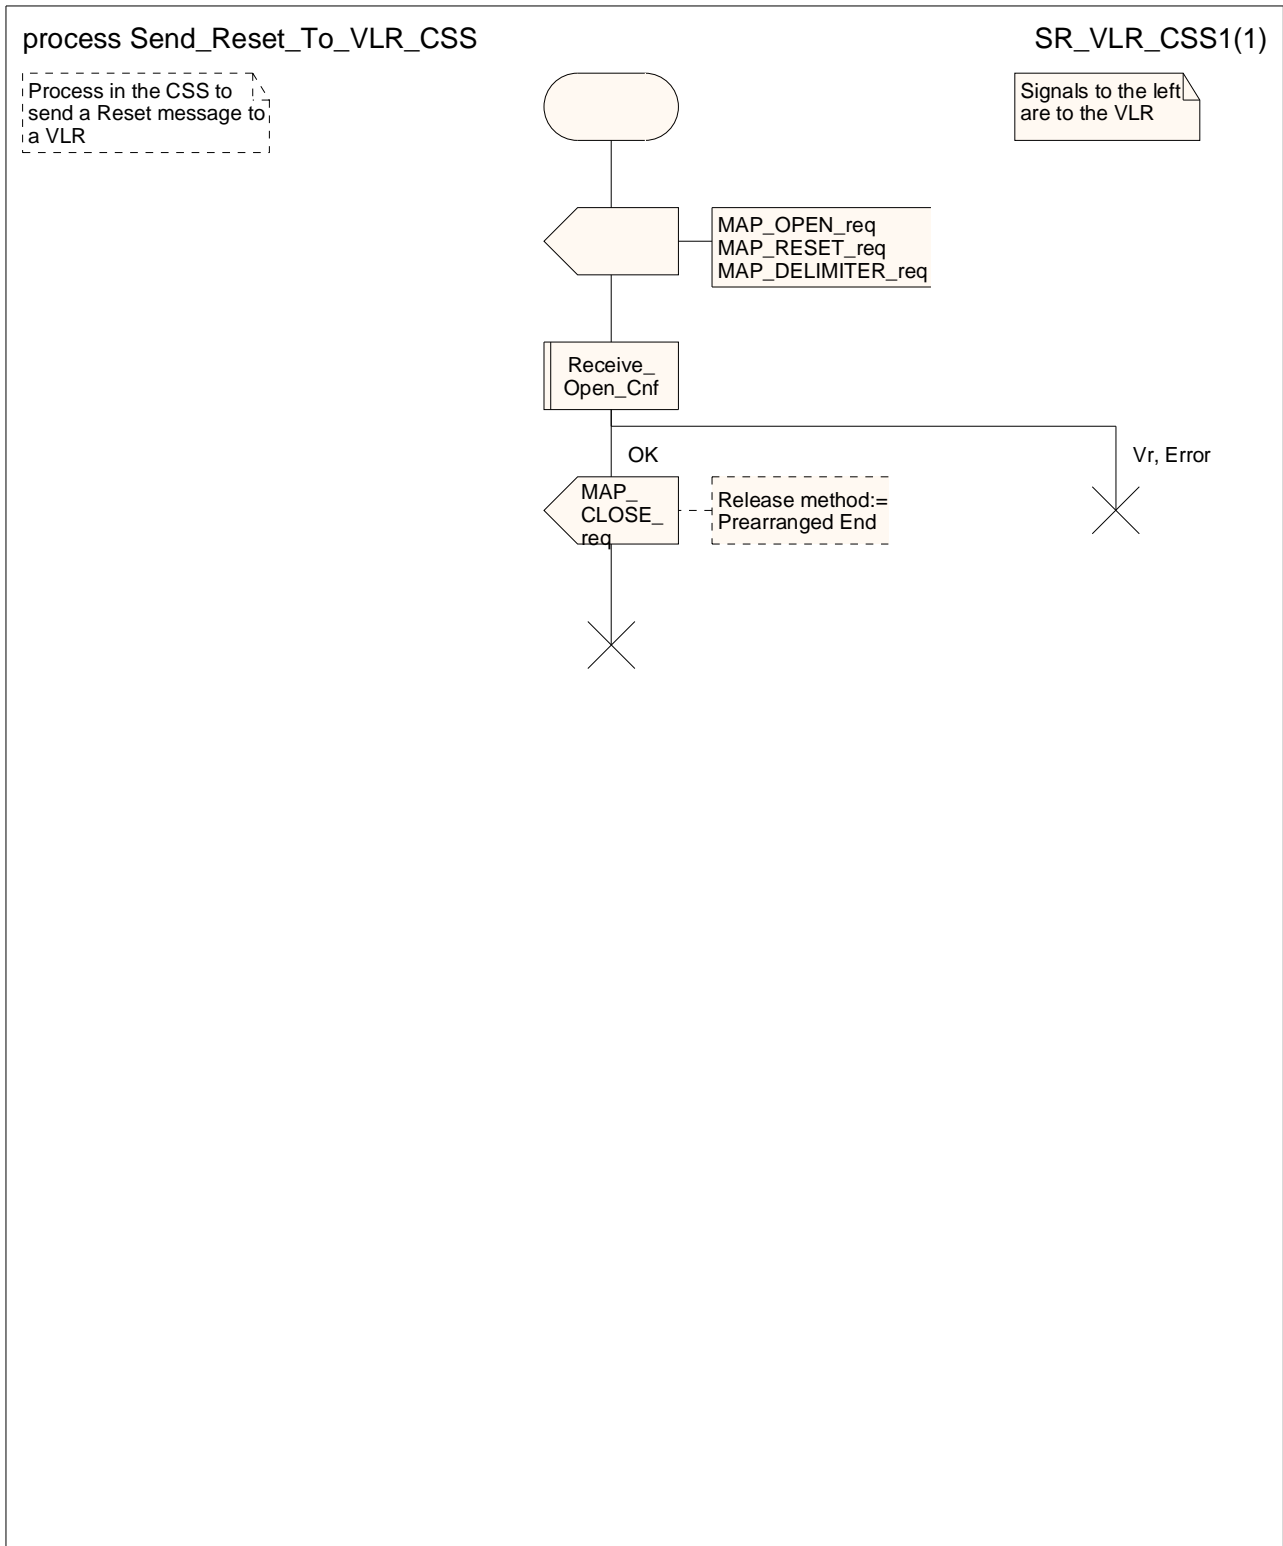 process Send_Reset_To_VLR_CSS
SR_VLR_CSS1(1)
Process in the CSS to
send a Reset message to
a VLR
Signals to the left
are to the VLR
MAP_OPEN_req
MAP_RESET_req
MAP_DELIMITER_req
Receive_
Open_Cnf
OK
Vr, Error
MAP_
CLOSE_
req
Release method:=
Prearranged End